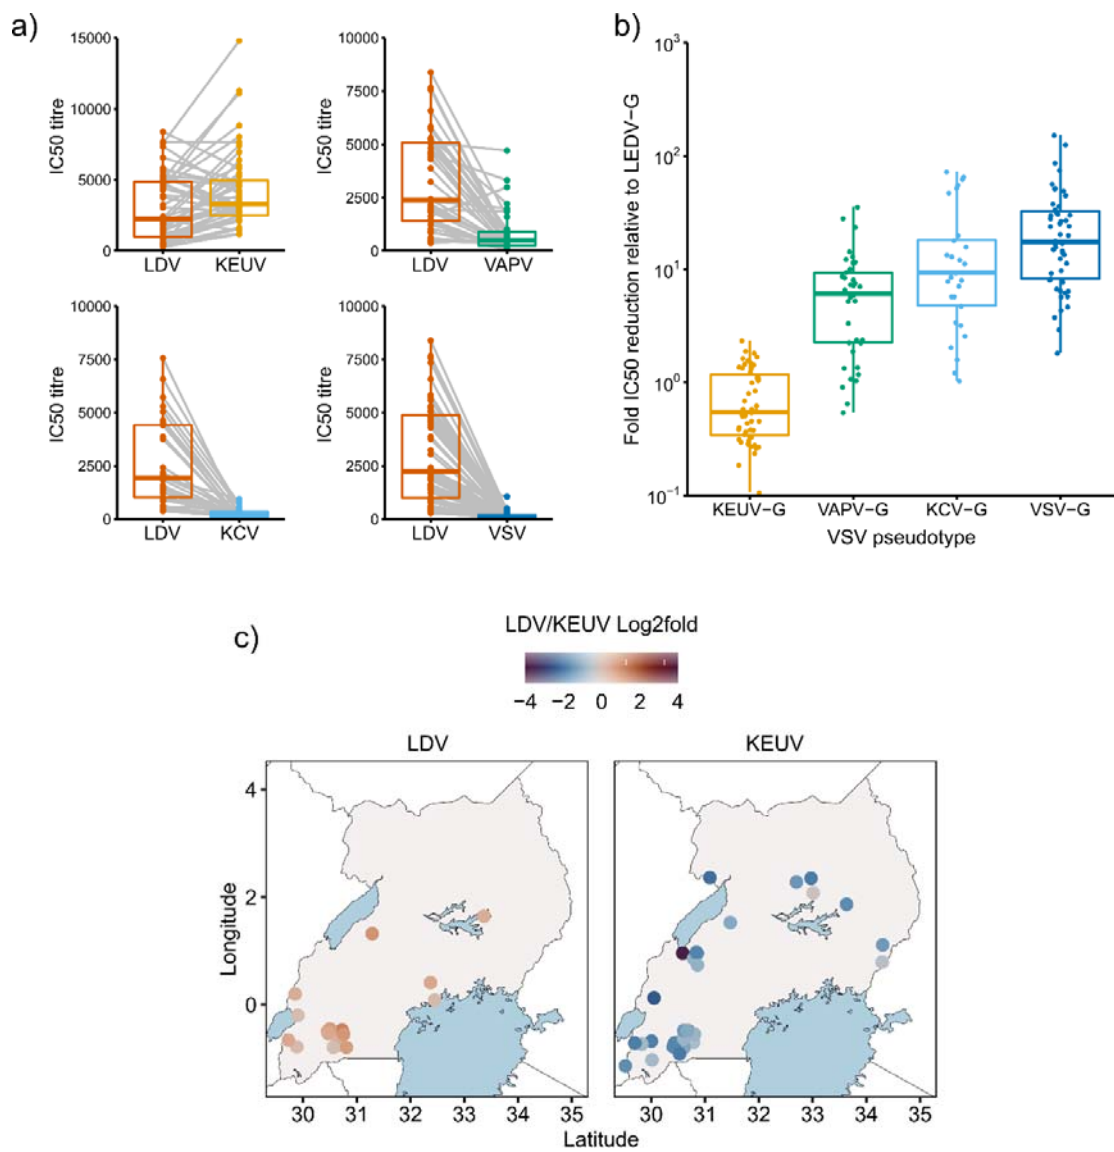 a)
15000
10000
5000
0
IC50 titre
LDV KEUV
10000
7500
5000
2500
0
IC50 titre
LDV VAPV
10000
7500
5000
2500
0
IC50 titre
LDV KCV
10000
7500
5000
2500
0
IC50 titre
LDV VSV
b)
10³
10²
10¹
10⁰
10⁻¹
Fold IC50 reduction relative to LEDV−G
KEUV−G VAPV−G KCV−G VSV−G
VSV pseudotype
c)
LDV/KEUV Log2fold
−4 −2 0 2 4
LDV KEUV
4
2
0
Longitude
30 31 32 33 34 35 30 31 32 33 34 35
Latitude